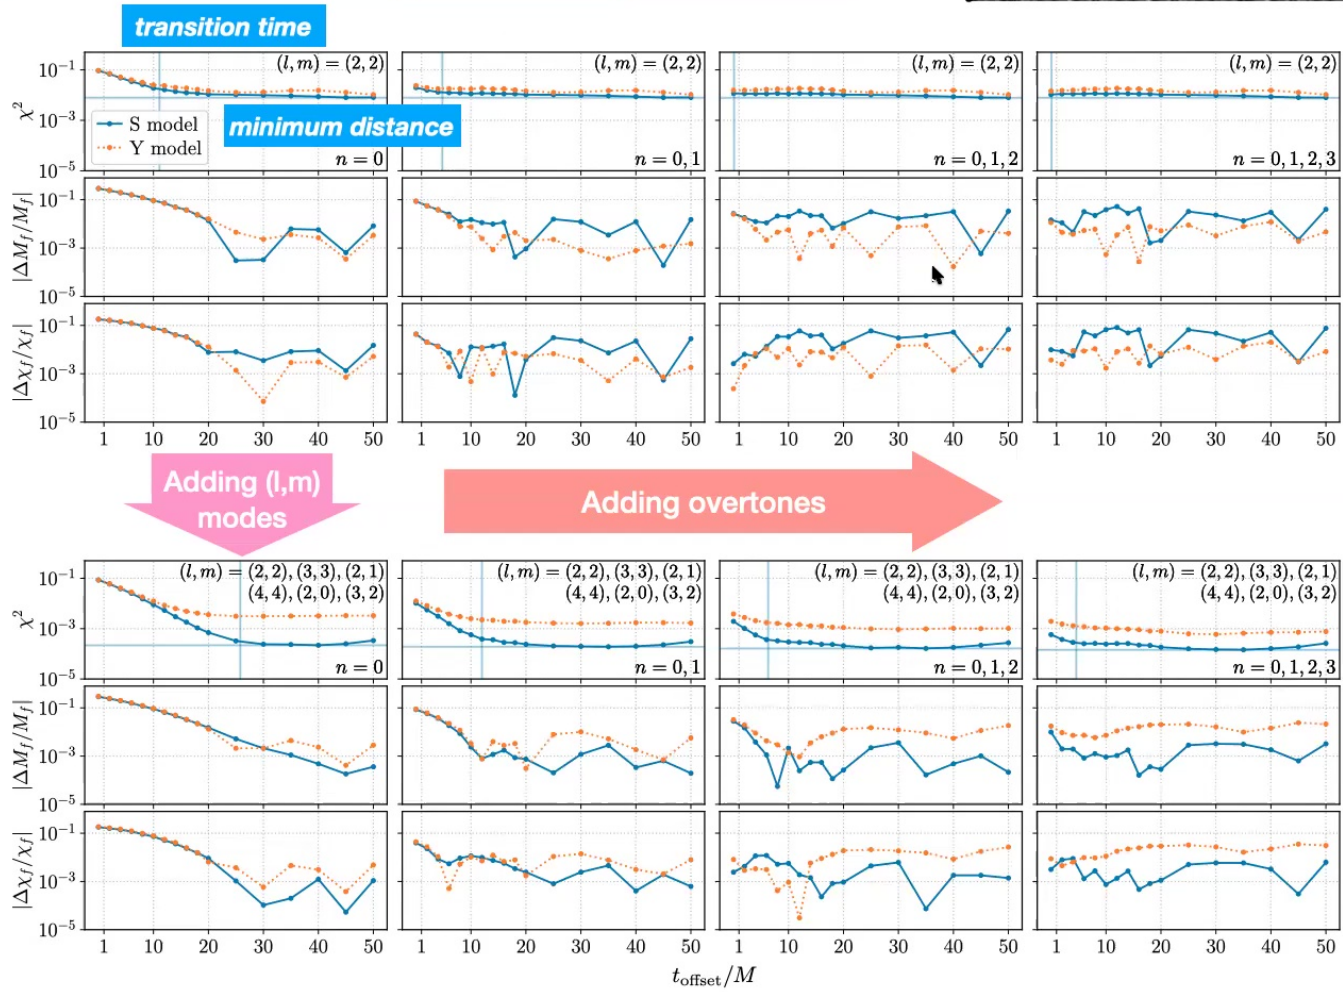 transition time
10⁻¹
10⁻³
10⁻⁵
χ²
(l, m) = (2, 2)
S model
Y model
n = 0
minimum distance
(l, m) = (2, 2)
n = 0, 1
(l, m) = (2, 2)
n = 0, 1, 2
(l, m) = (2, 2)
n = 0, 1, 2, 3
10⁻¹
10⁻³
10⁻⁵
|ΔM_f/M_f|
10⁻¹
10⁻³
10⁻⁵
|Δχ_f/χ_f|
1 10 20 30 40 50
1 10 20 30 40 50
1 10 20 30 40 50
1 10 20 30 40 50
Adding (l,m)
modes
Adding overtones
10⁻¹
10⁻³
10⁻⁵
χ²
(l, m) = (2, 2), (3, 3), (2, 1)
(4, 4), (2, 0), (3, 2)
n = 0
(l, m) = (2, 2), (3, 3), (2, 1)
(4, 4), (2, 0), (3, 2)
n = 0, 1
(l, m) = (2, 2), (3, 3), (2, 1)
(4, 4), (2, 0), (3, 2)
n = 0, 1, 2
(l, m) = (2, 2), (3, 3), (2, 1)
(4, 4), (2, 0), (3, 2)
n = 0, 1, 2, 3
10⁻¹
10⁻³
10⁻⁵
|ΔM_f/M_f|
10⁻¹
10⁻³
10⁻⁵
|Δχ_f/χ_f|
1 10 20 30 40 50
1 10 20 30 40 50
1 10 20 30 40 50
1 10 20 30 40 50
t_offset/M